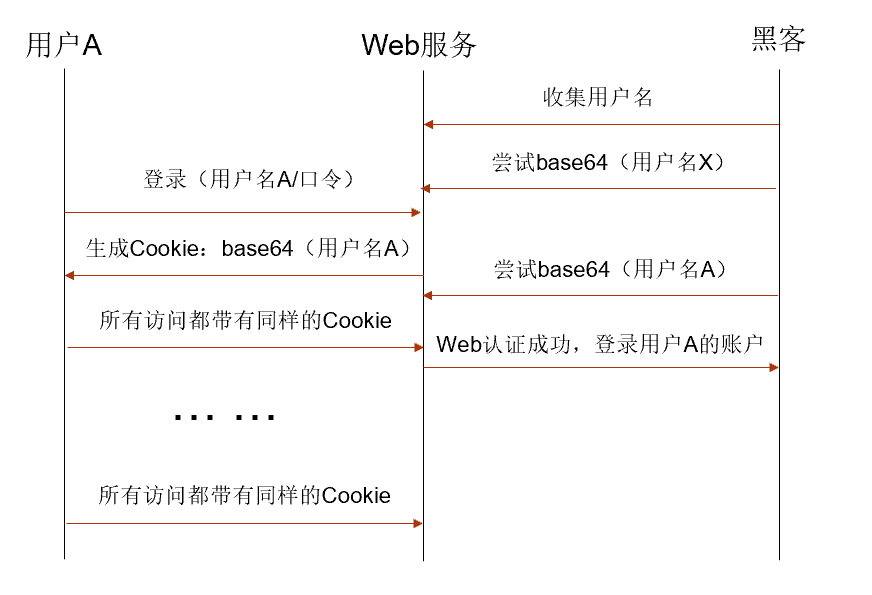 用户A
Web服务
黑客
收集用户名
尝试base64（用户名X）
登录（用户名A/口令）
生成Cookie：base64（用户名A）
尝试base64（用户名A）
所有访问都带有同样的Cookie
Web认证成功，登录用户A的账户
... ...
所有访问都带有同样的Cookie